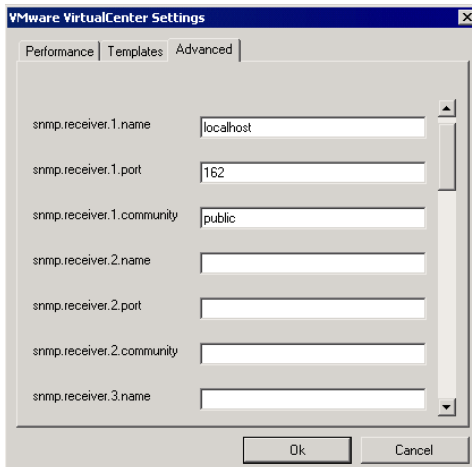 VMware VirtualCenter Settings
Performance Templates Advanced
snmp.receiver.1.name localhost
snmp.receiver.1.port 162
snmp.receiver.1.community public
snmp.receiver.2.name
snmp.receiver.2.port
snmp.receiver.2.community
snmp.receiver.3.name
Ok Cancel